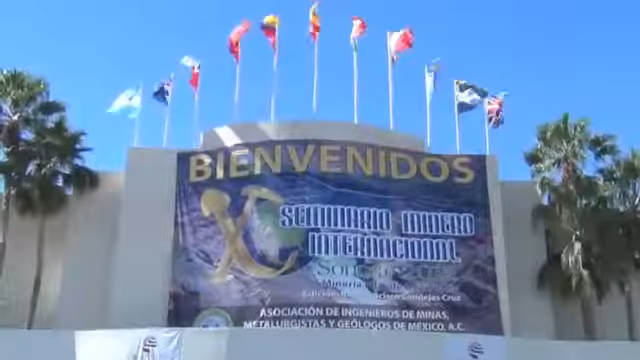 BIENVENIDOS
SEMINARIO MINERO
INTERNACIONAL
ASOCIACIÓN DE INGENIEROS DE MINAS,
METALURGISTAS Y GEÓLOGOS DE MÉXICO, A.C.